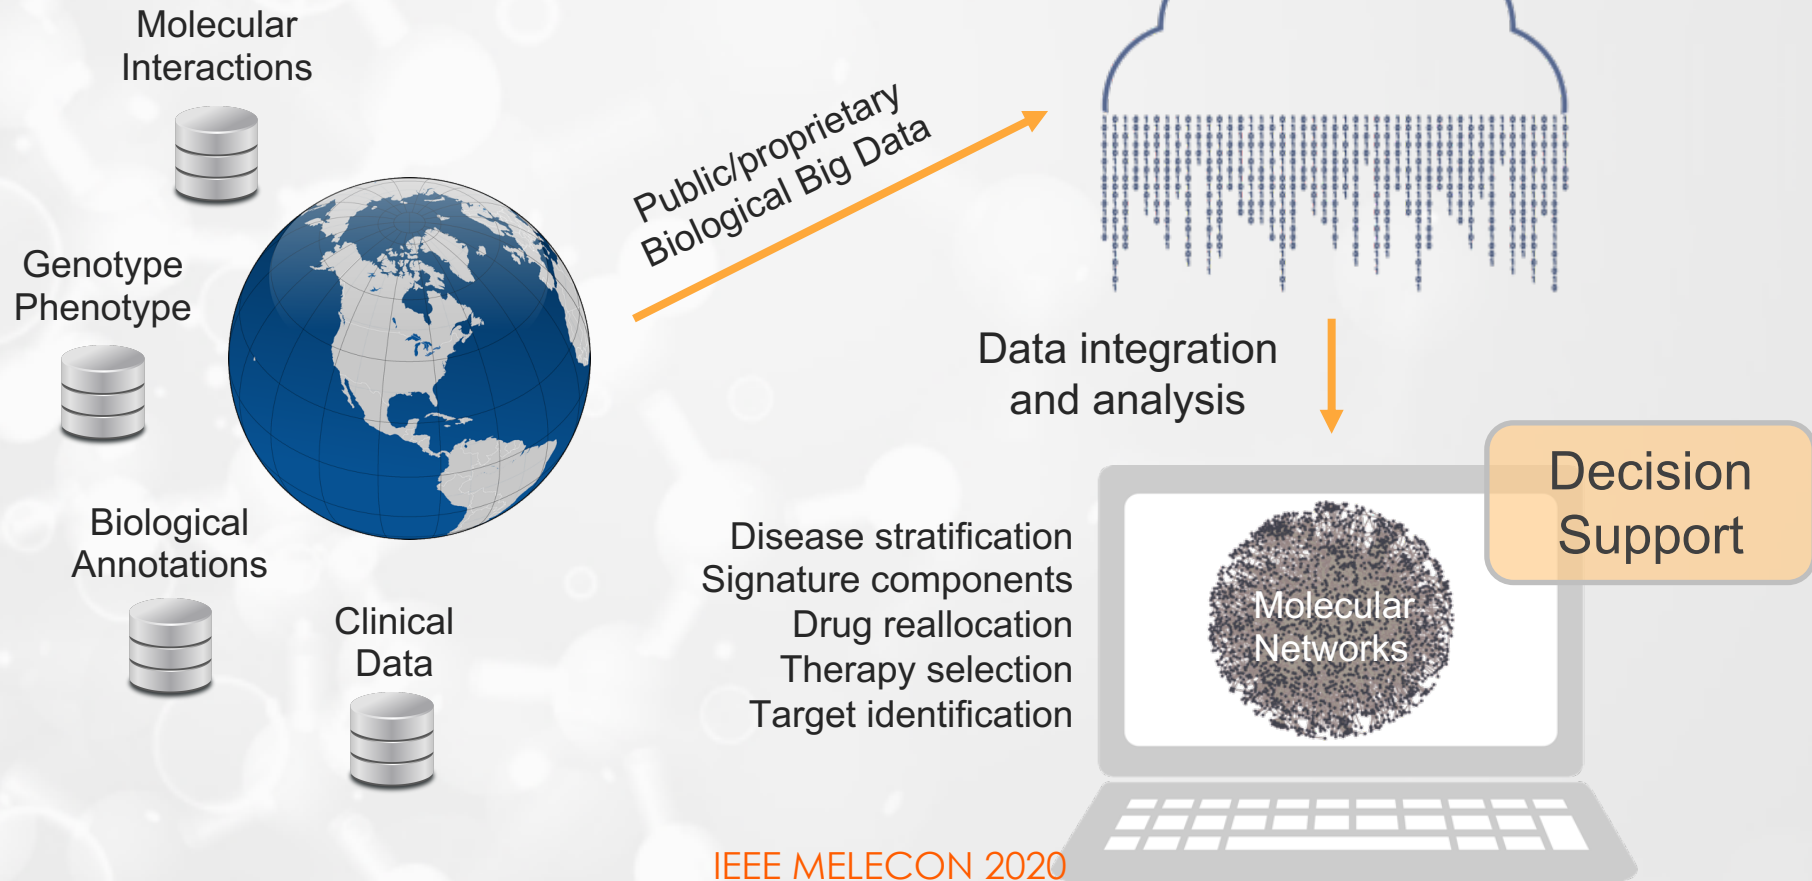 Molecular
Interactions
Genotype
Phenotype
Biological
Annotations
Clinical
Data
Public/proprietary
Biological Big Data
Data integration
and analysis
Decision
Support
Disease stratification
Signature components
Drug reallocation
Therapy selection
Target identification
Molecular
Networks
IEEE MELECON 2020